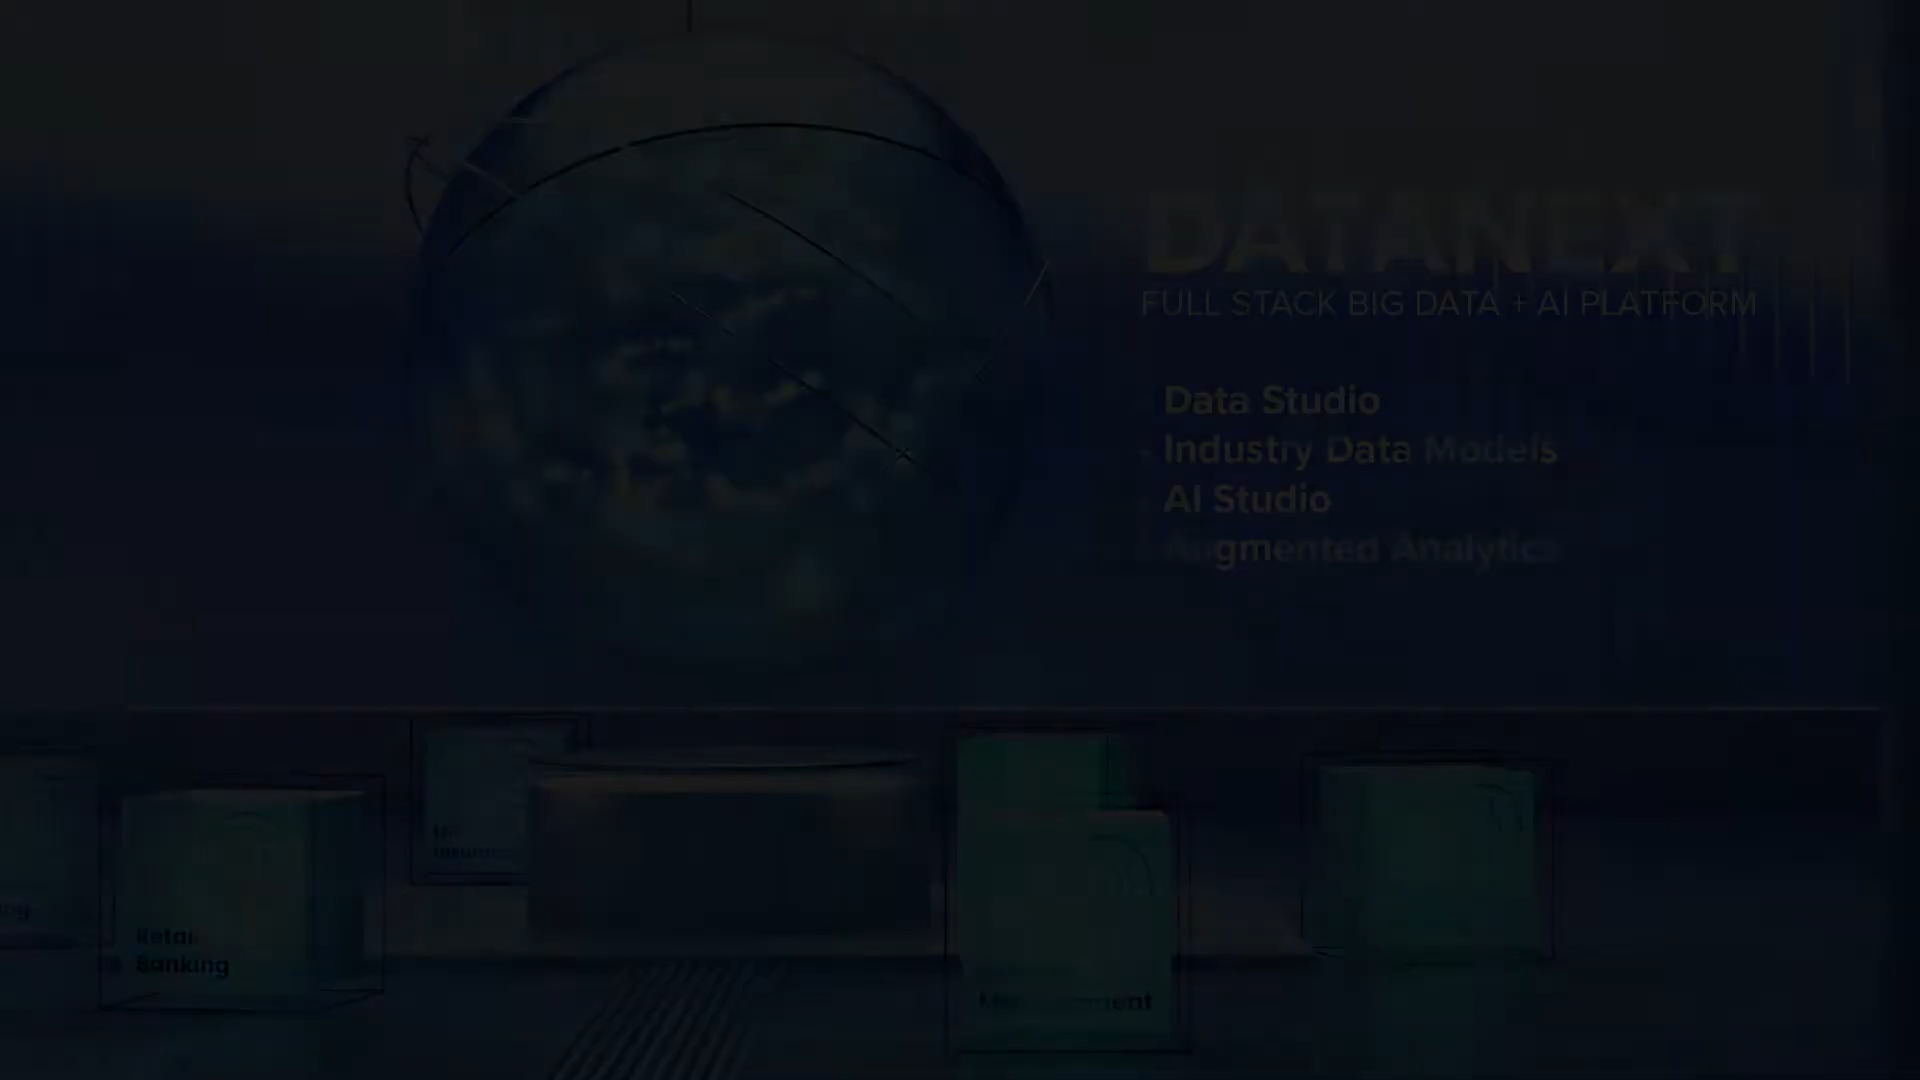 DATANEXT
FULL STACK BIG DATA + AI PLATFORM
Data Studio
- Industry Data Models
AI Studio
Augmented Analytics
Retail
Banking